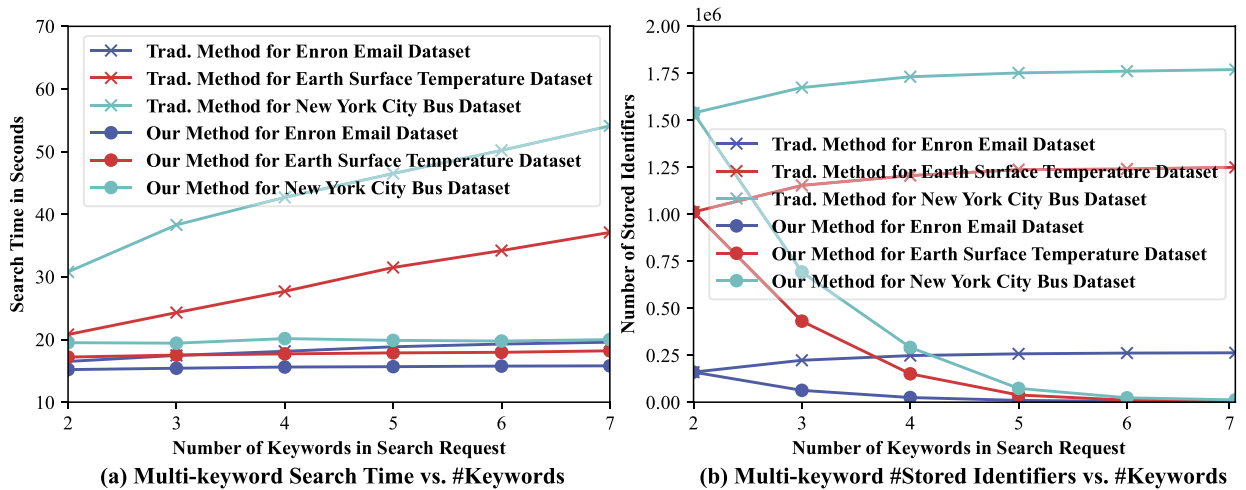 70
60
50
40
30
20
10
2
3
4
5
6
7
Search Time in Seconds
Trad. Method for Enron Email Dataset
Trad. Method for Earth Surface Temperature Dataset
Trad. Method for New York City Bus Dataset
Our Method for Enron Email Dataset
Our Method for Earth Surface Temperature Dataset
Our Method for New York City Bus Dataset
Number of Keywords in Search Request
(a) Multi-keyword Search Time vs. #Keywords
1e6
2.00
1.75
1.50
1.25
1.00
0.75
0.50
0.25
0.00
2
3
4
5
6
7
Number of Stored Identifiers
Trad. Method for Enron Email Dataset
Trad. Method for Earth Surface Temperature Dataset
Trad. Method for New York City Bus Dataset
Our Method for Enron Email Dataset
Our Method for Earth Surface Temperature Dataset
Our Method for New York City Bus Dataset
Number of Keywords in Search Request
(b) Multi-keyword #Stored Identifiers vs. #Keywords